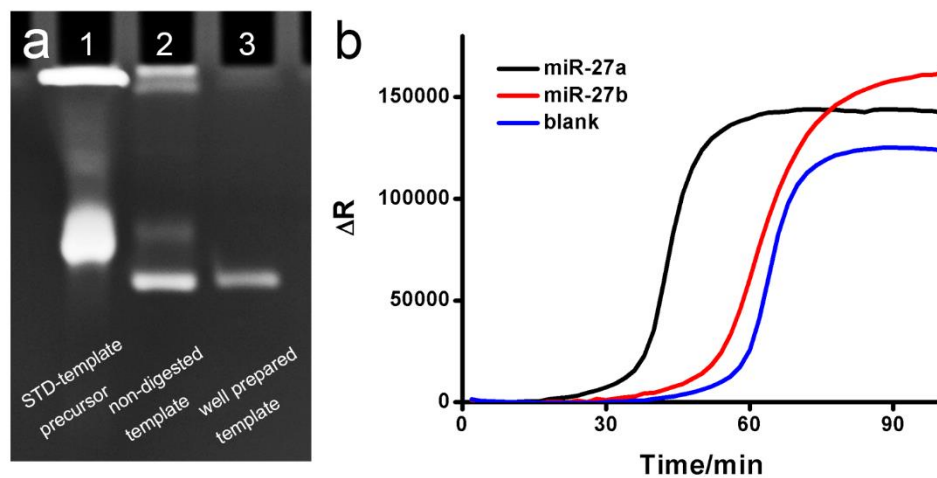 a
1 2 3
STD-template
precursor
non-digested
template
well prepared
template
b
miR-27a
miR-27b
blank
150000
100000
50000
0
ΔR
0 30 60 90
Time/min